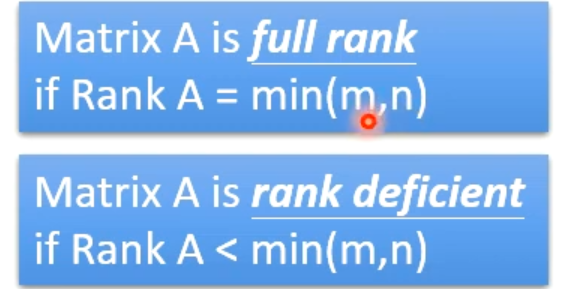 Matrix A is full rank
if Rank A = min(m,n)
Matrix A is rank deficient
if Rank A < min(m,n)